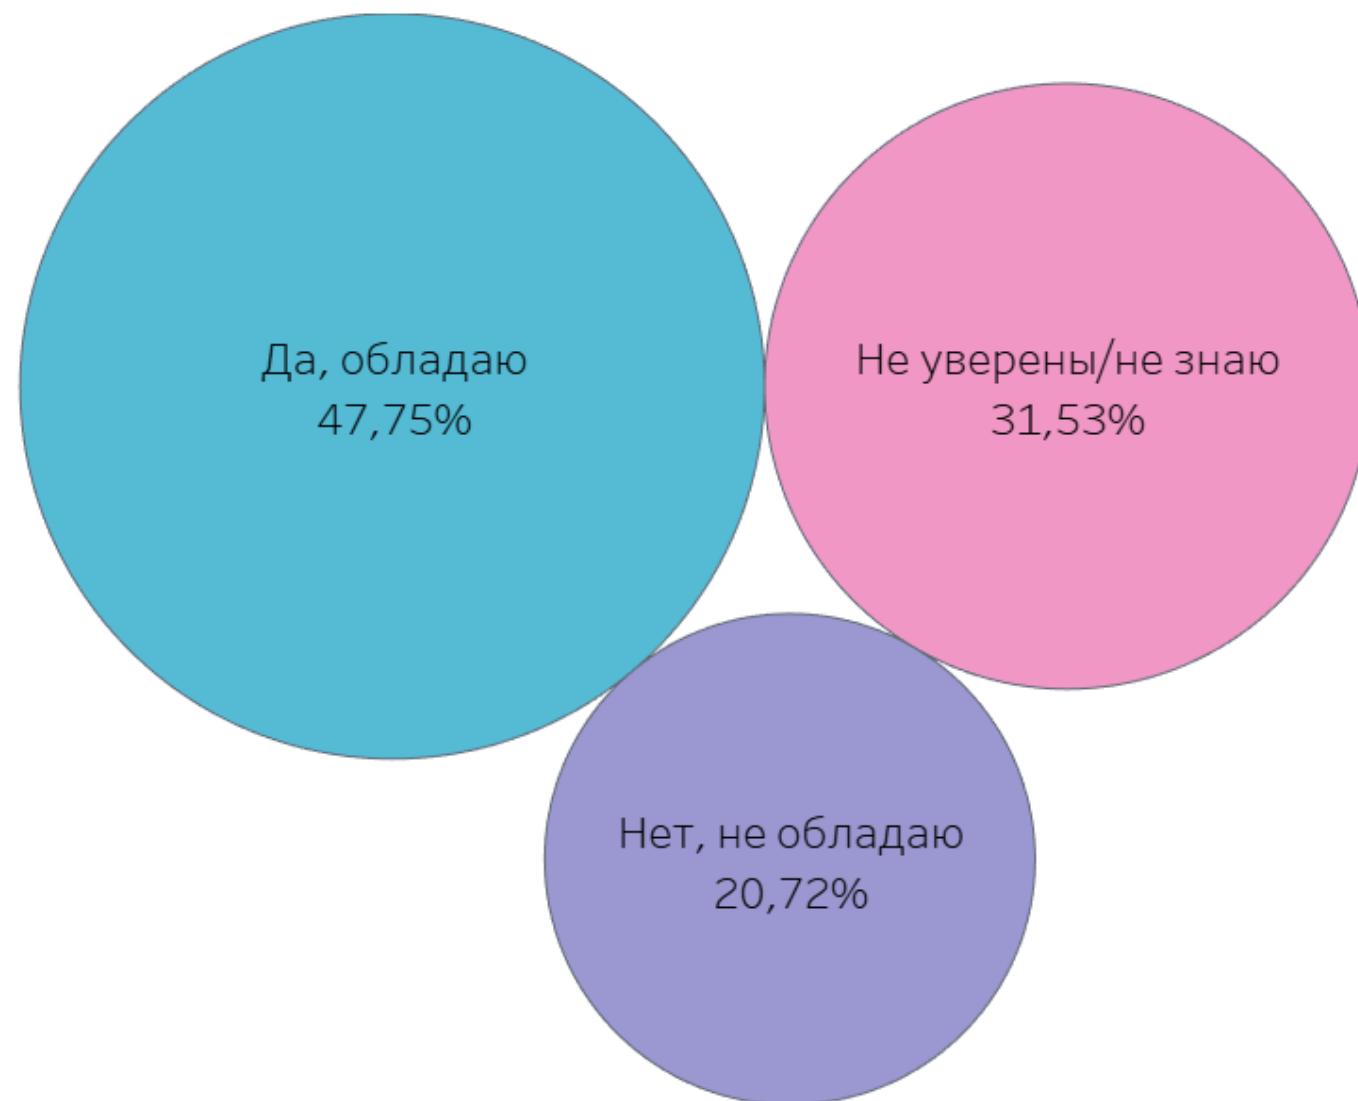 Да, обладаю
47,75%
Не уверены/не знаю
31,53%
Нет, не обладаю
20,72%